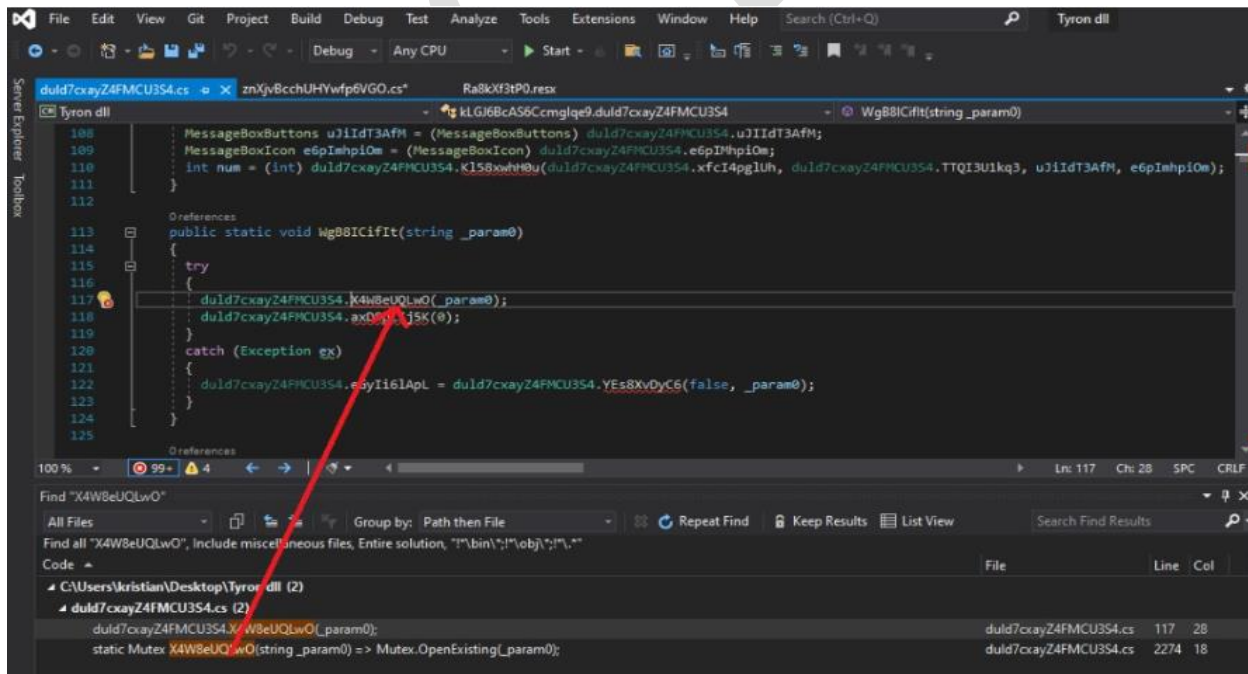 File Edit View Git Project Build Debug Test Analyze Tools Extensions Window Help Search (Ctrl+Q) Tyron dll
Debug Any CPU Start
Server Explorer Toolbox
duld7cxayZ4FMCU3S4.cs znXjvBcchUHYwfp6VGO.cs* Ra8kXf3tP0.resx
Tyron dll kLGJ6BcAS6Ccmglqe9.duld7cxayZ4FMCU3S4 WgB8ICifIt(string _param0)
108 MessageBoxButtons uJiIdT3AfM = (MessageBoxButtons) duld7cxayZ4FMCU3S4.uJIIdT3AfM;
109 MessageBoxIcon e6pImhpiOm = (MessageBoxIcon) duld7cxayZ4FMCU3S4.e6pIMhpiOm;
110 int num = (int) duld7cxayZ4FMCU3S4.Kl58xwhH0u(duld7cxayZ4FMCU3S4.xfcI4pglUh, duld7cxayZ4FMCU3S4.TTQI3U1kq3, uJiIdT3AfM, e6pImhpiOm);
111 }
112
0 references
113 public static void WgB8ICifIt(string _param0)
114 {
115 try
116 {
117 duld7cxayZ4FMCU3S4.X4W8eUQLwO(_param0);
118 duld7cxayZ4FMCU3S4. (0);
119 }
120 catch (Exception ex)
121 {
122 duld7cxayZ4FMCU3S4. = duld7cxayZ4FMCU3S4.YEs8XvDyC6(false, _param0);
123 }
124 }
125
0 references
100 % 99+ 4 Ln: 117 Ch: 28 SPC CRLF
Find "X4W8eUQLwO"
All Files Group by: Path then File Repeat Find Keep Results List View Search Find Results
Find all "X4W8eUQLwO", Include miscellaneous files, Entire solution, "!*\bin\*;!*\obj\*;!*\.*"
Code File Line Col
C:\Users\kristian\Desktop\Tyron dll (2)
duld7cxayZ4FMCU3S4.cs (2)
duld7cxayZ4FMCU3S4.X4W8eUQLwO(_param0); duld7cxayZ4FMCU3S4.cs 117 28
static Mutex X4W8eUQLwO(string _param0) => Mutex.OpenExisting(_param0); duld7cxayZ4FMCU3S4.cs 2274 18